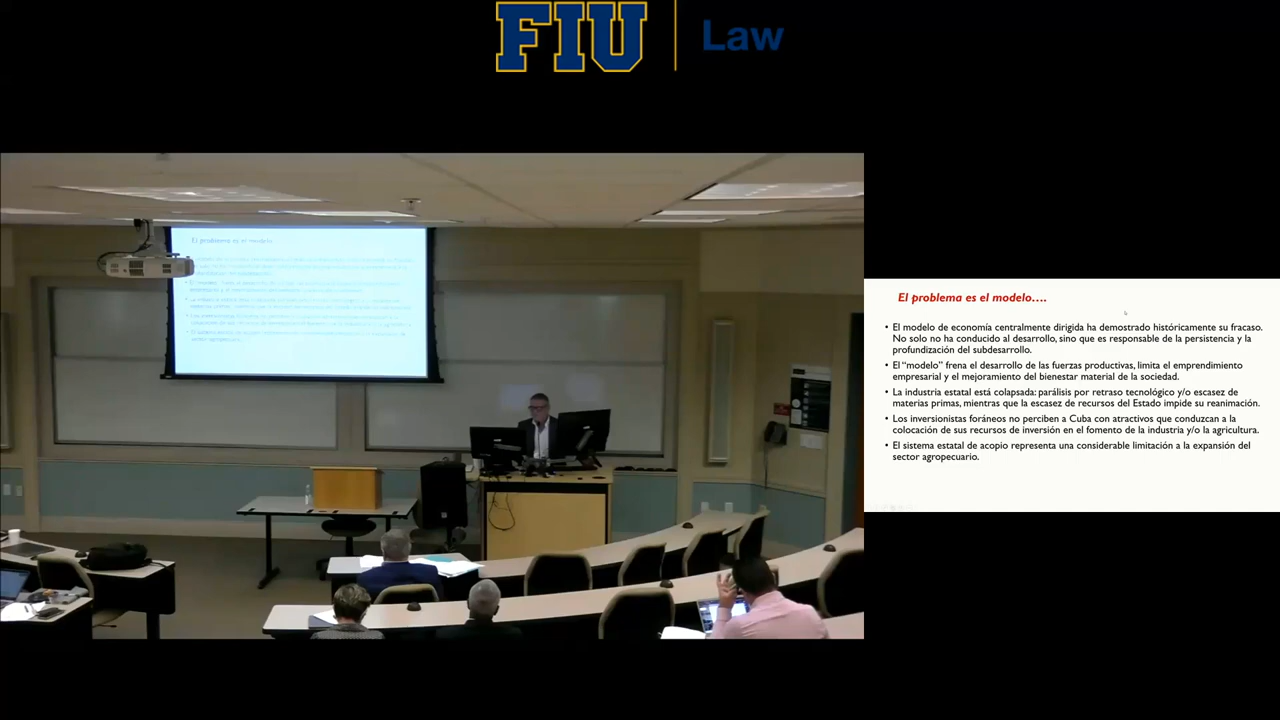 FIU Law
El problema es el modelo
El problema es el modelo....
• El modelo de economía centralmente dirigida ha demostrado históricamente su fracaso.
No solo no ha conducido al desarrollo, sino que es responsable de la persistencia y la
profundización del subdesarrollo.
• El “modelo” frena el desarrollo de las fuerzas productivas, limita el emprendimiento
empresarial y el mejoramiento del bienestar material de la sociedad.
• La industria estatal está colapsada: parálisis por retraso tecnológico y/o escasez de
materias primas, mientras que la escasez de recursos del Estado impide su reanimación.
• Los inversionistas foráneos no perciben a Cuba con atractivos que conduzcan a la
colocación de sus recursos de inversión en el fomento de la industria y/o la agricultura.
• El sistema estatal de acopio representa una considerable limitación a la expansión del
sector agropecuario.